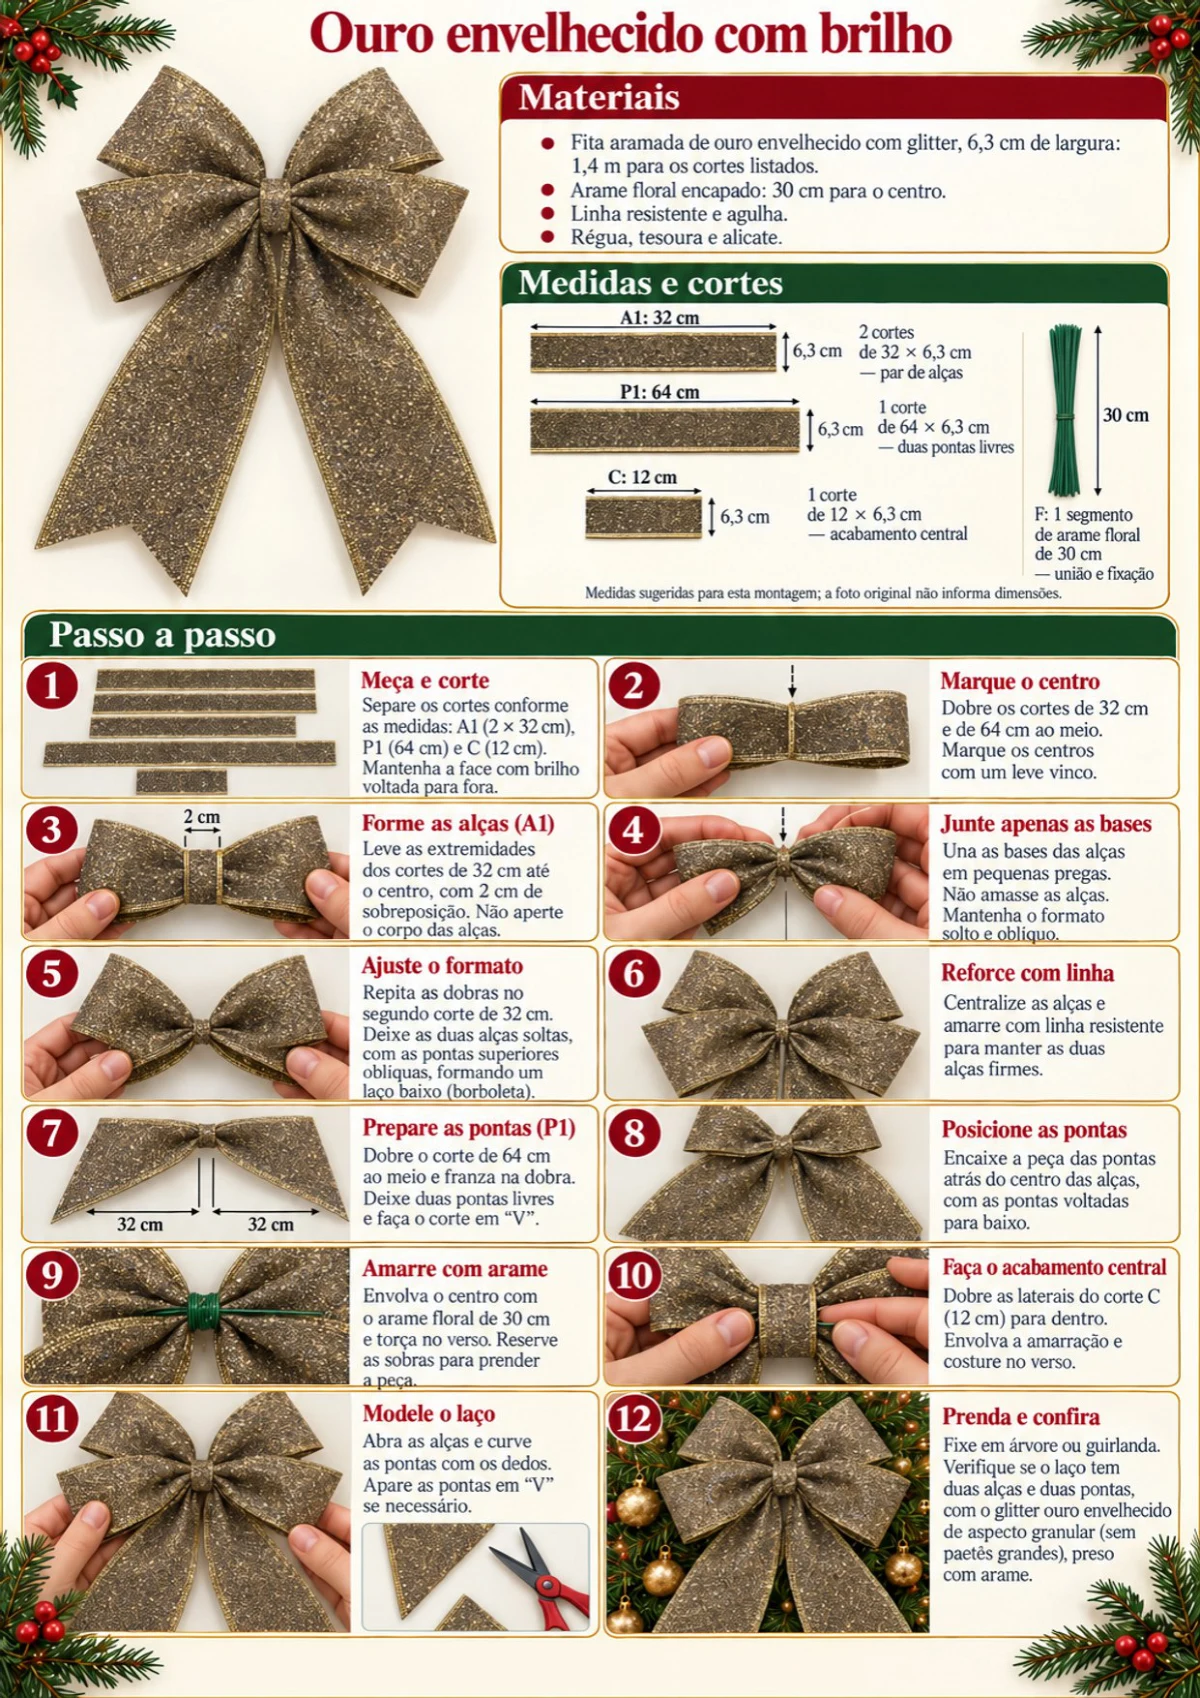 Ouro envelhecido com brilho
Materiais
Fita aramada de ouro envelhecido com glitter, 6,3 cm de largura:
1,4 m para os cortes listados.
Arame floral encapado: 30 cm para o centro.
Linha resistente e agulha.
Régua, tesoura e alicate.
Medidas e cortes
A1: 32 cm
6,3 cm
2 cortes
de 32 × 6,3 cm
— par de alças
P1: 64 cm
6,3 cm
1 corte
de 64 × 6,3 cm
— duas pontas livres
C: 12 cm
6,3 cm
1 corte
de 12 × 6,3 cm
— acabamento central
30 cm
F: 1 segmento
de arame floral
de 30 cm
— união e fixação
Medidas sugeridas para esta montagem; a foto original não informa dimensões.
Passo a passo
1
Meça e corte
Separe os cortes conforme
as medidas: A1 (2 × 32 cm),
P1 (64 cm) e C (12 cm).
Mantenha a face com brilho
voltada para fora.
2
Marque o centro
Dobre os cortes de 32 cm
e de 64 cm ao meio.
Marque os centros
com um leve vinco.
3
2 cm
Forme as alças (A1)
Leve as extremidades
dos cortes de 32 cm até
o centro, com 2 cm de
sobreposição. Não aperte
o corpo das alças.
4
Junte apenas as bases
Una as bases das alças
em pequenas pregas.
Não amasse as alças.
Mantenha o formato
solto e oblíquo.
5
Ajuste o formato
Repita as dobras no
segundo corte de 32 cm.
Deixe as duas alças soltas,
com as pontas superiores
oblíquas, formando um
laço baixo (borboleta).
6
Reforce com linha
Centralize as alças e
amarre com linha resistente
para manter as duas
alças firmes.
7
32 cm
32 cm
Prepare as pontas (P1)
Dobre o corte de 64 cm
ao meio e franza na dobra.
Deixe duas pontas livres
e faça o corte em “V”.
8
Posicione as pontas
Encaixe a peça das pontas
atrás do centro das alças,
com as pontas voltadas
para baixo.
9
Amarre com arame
Envolva o centro com
o arame floral de 30 cm
e torça no verso. Reserve
as sobras para prender
a peça.
10
Faça o acabamento central
Dobre as laterais do corte C
(12 cm) para dentro.
Envolva a amarração e
costure no verso.
11
Modele o laço
Abra as alças e curve
as pontas com os dedos.
Apare as pontas em “V”
se necessário.
12
Prenda e confira
Fixe em árvore ou guirlanda.
Verifique se o laço tem
duas alças e duas pontas,
com o glitter ouro envelhecido
de aspecto granular (sem
paetês grandes), preso
com arame.